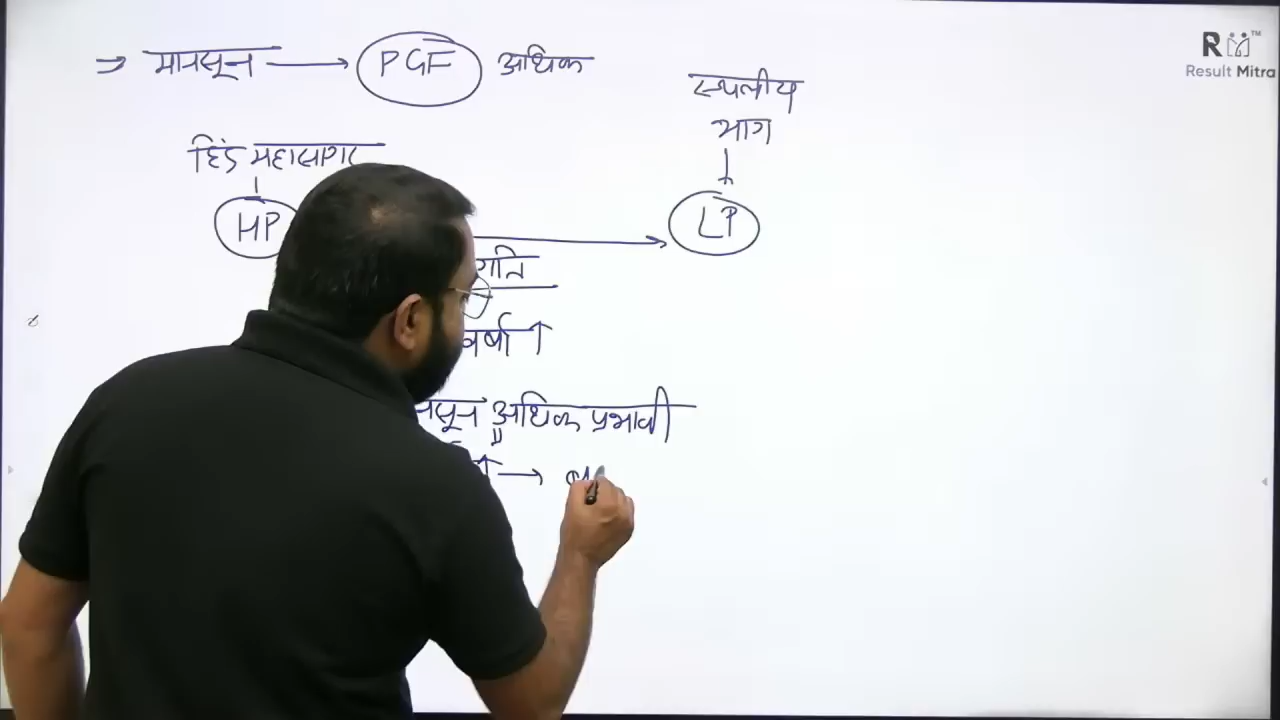 → मानसून → PGF अधिक
स्थलीय
भाग
हिंद महासागर
HP → LP
गति
वर्षा ↑
नसून अधिक प्रभावी
→
Result Mitra